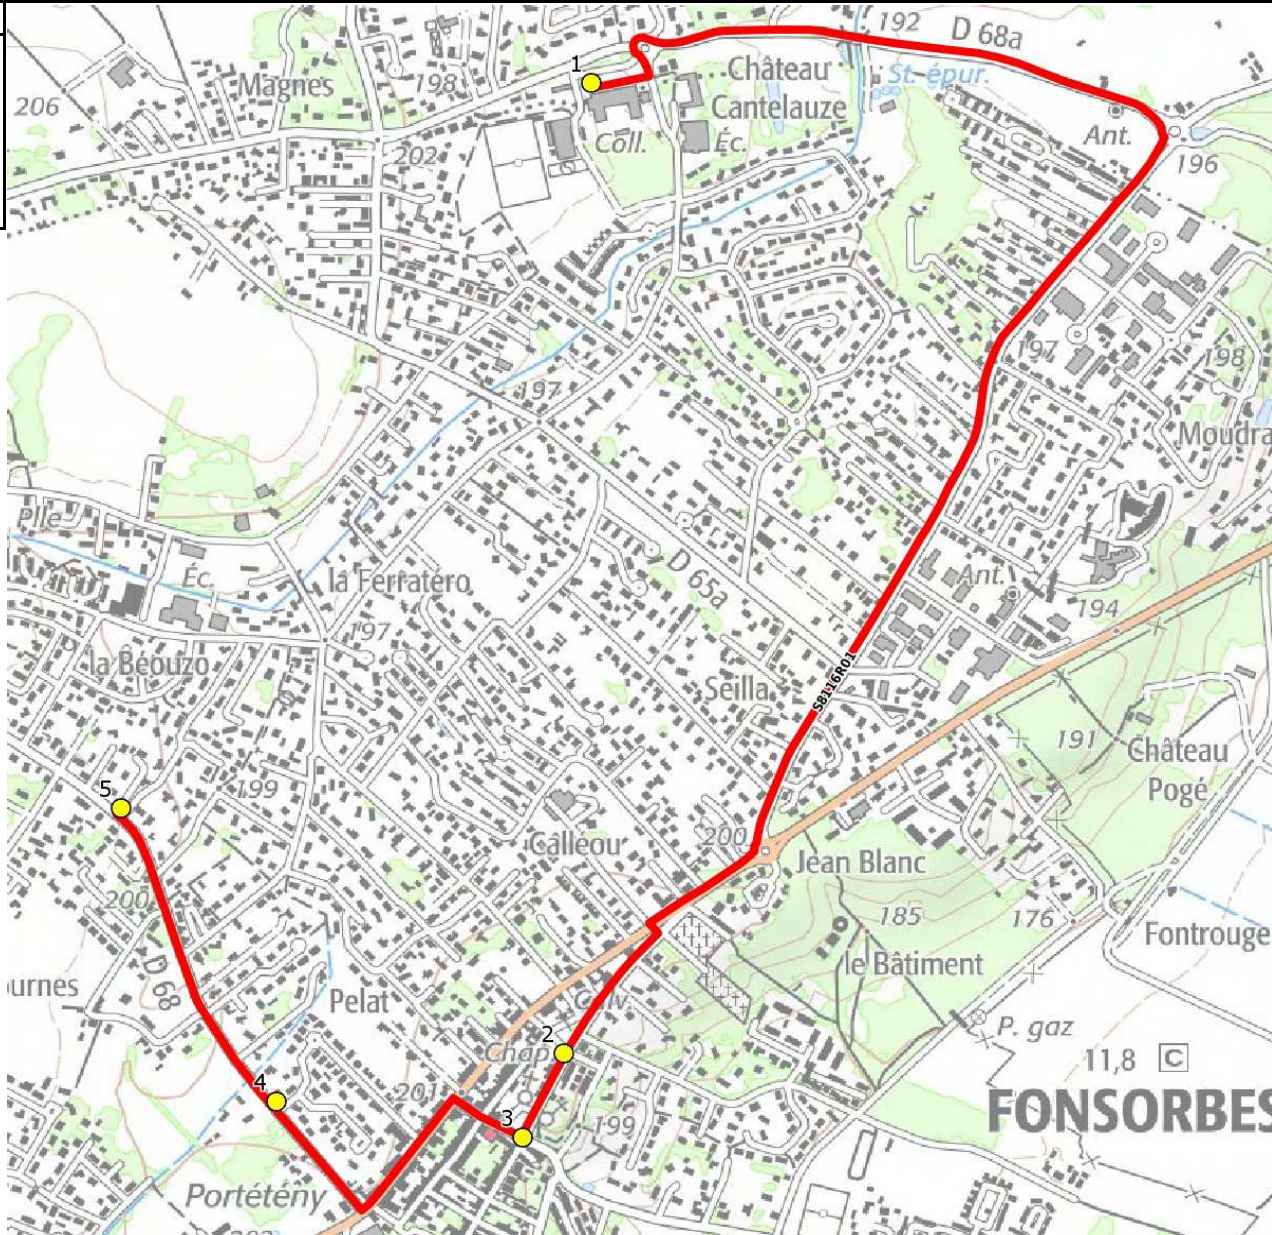 192
D 68a
1
Château
Cantelauze
St. épur.
Magnes
198
206
Coll.
Éc.
Ant.
202
196
197
198
197
Moudra
Plle
Éc.
D 65a
Ant.
la Ferratéro
194
197
la Béouzo
Seilla
S8116R01
191
Château
Pogé
5
199
200
Calléou
Jean Blanc
200
185
176
Fontrouge
D 68
le Bâtiment
urnes
Pelat
Calv.
P. gaz
2
Chap.
11,8 C
4
201
FONSORBES
3
199
Portétény